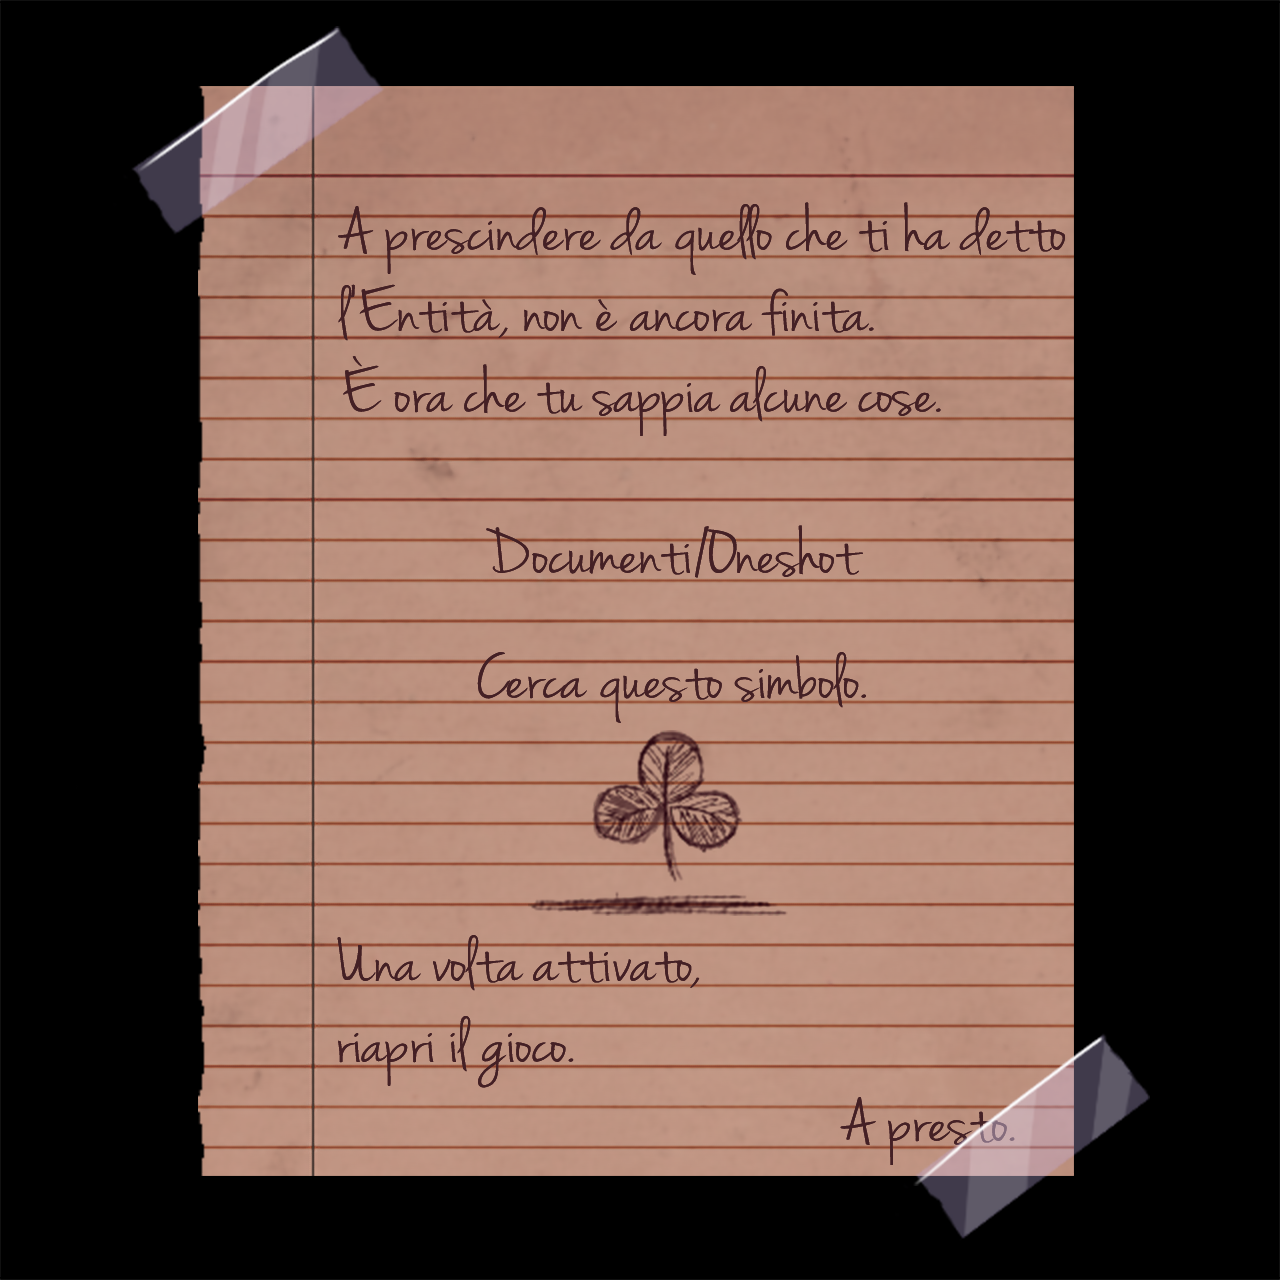 A prescindere da quello che ti ha detto
l'Entità, non è ancora finita.
È ora che tu sappia alcune cose.
Documenti/Oneshot
Cerca questo simbolo.
Una volta attivato,
riapri il gioco.
A presto.